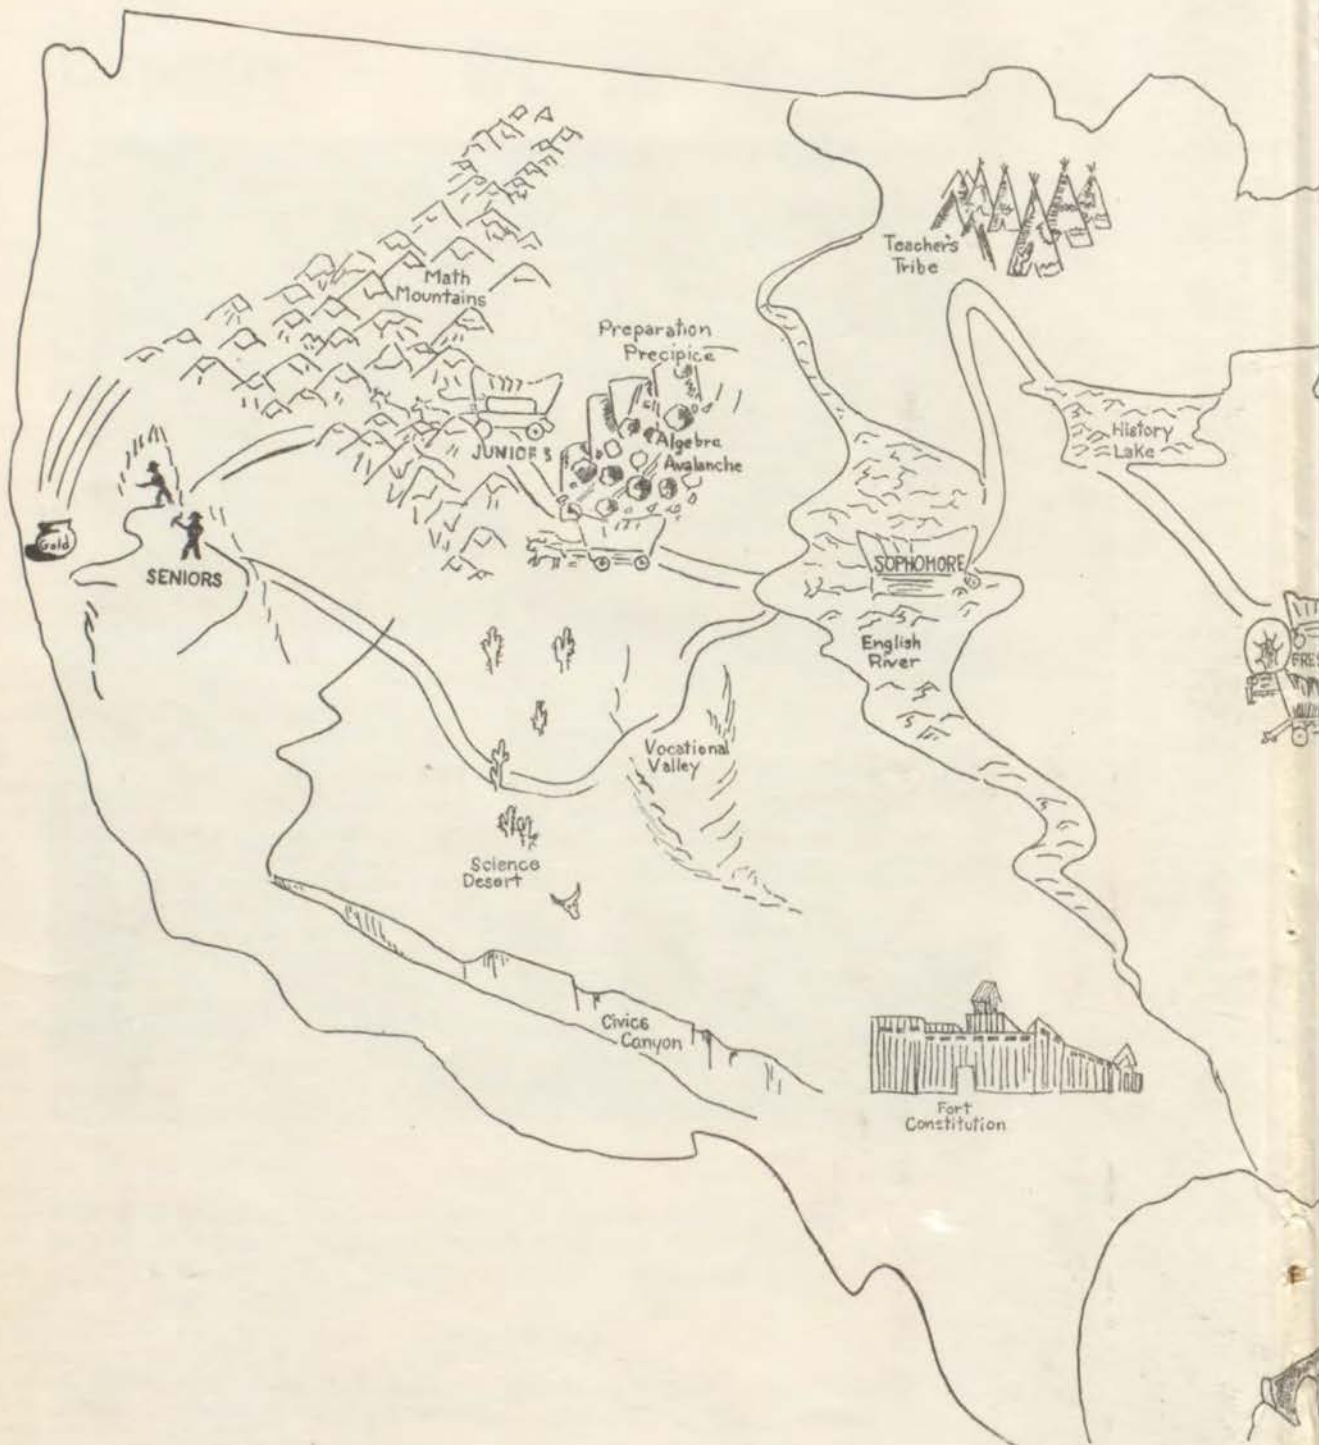 Teacher's
Tribe
Math
Mountains
Preparation
Precipice
Algebra
Avalanche
JUNIORS
History
Lake
Gold
SENIORS
SOPHOMORE
English
River
FRES
Vocational
Valley
Science
Desert
Civics
Canyon
Fort
Constitution